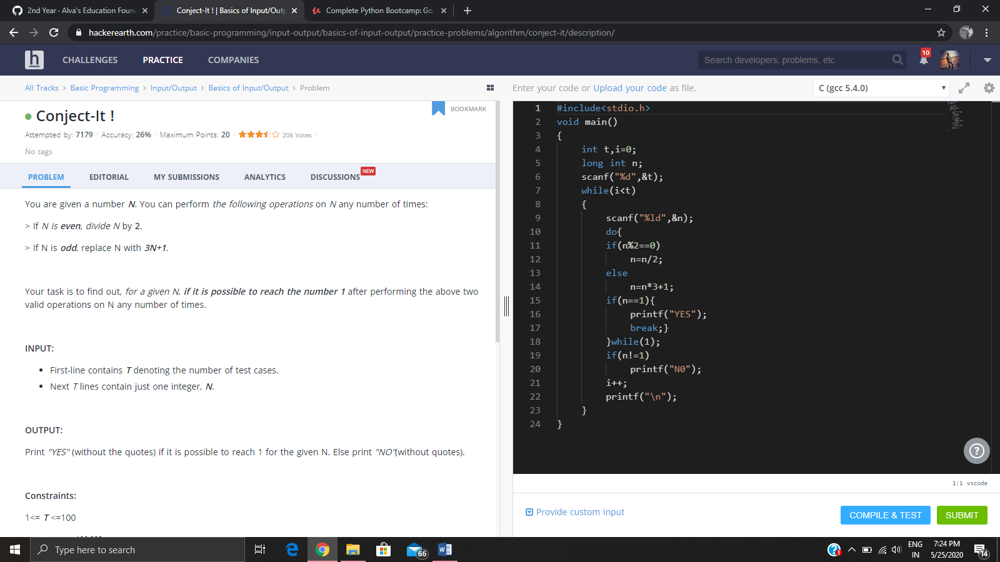 2nd Year · Alva's Education Foun
Conject-It ! | Basics of Input/Outp
Complete Python Bootcamp: Go
hackerearth.com/practice/basic-programming/input-output/basics-of-input-output/practice-problems/algorithm/conject-it/description/
h CHALLENGES PRACTICE COMPANIES Search developers, problems, etc 10
All Tracks > Basic Programming > Input/Output > Basics of Input/Output > Problem
Conject-It !
BOOKMARK
Attempted by: 7179 / Accuracy: 26% / Maximum Points: 20 / 206 Votes /
No tags
PROBLEM EDITORIAL MY SUBMISSIONS ANALYTICS DISCUSSIONS NEW
You are given a number N. You can perform the following operations on N any number of times:
> If N is even, divide N by 2.
> If N is odd, replace N with 3N+1.
Your task is to find out, for a given N, if it is possible to reach the number 1 after performing the above two
valid operations on N any number of times.
INPUT:
• First-line contains T denoting the number of test cases.
• Next T lines contain just one integer, N.
OUTPUT:
Print "YES" (without the quotes) if it is possible to reach 1 for the given N. Else print "NO"(without quotes).
Constraints:
1<= T <=100
Enter your code or Upload your code as file.
C (gcc 5.4.0)
1 #include<stdio.h>
2 void main()
3 {
4 int t,i=0;
5 long int n;
6 scanf("%d",&t);
7 while(i<t)
8 {
9 scanf("%ld",&n);
10 do{
11 if(n%2==0)
12 n=n/2;
13 else
14 n=n*3+1;
15 if(n==1){
16 printf("YES");
17 break;}
18 }while(1);
19 if(n!=1)
20 printf("N0");
21 i++;
22 printf("\n");
23 }
24 }
?
1:1 vscode
Provide custom input
COMPILE & TEST
SUBMIT
Type here to search
66
ENG
IN
7:24 PM
5/25/2020
14